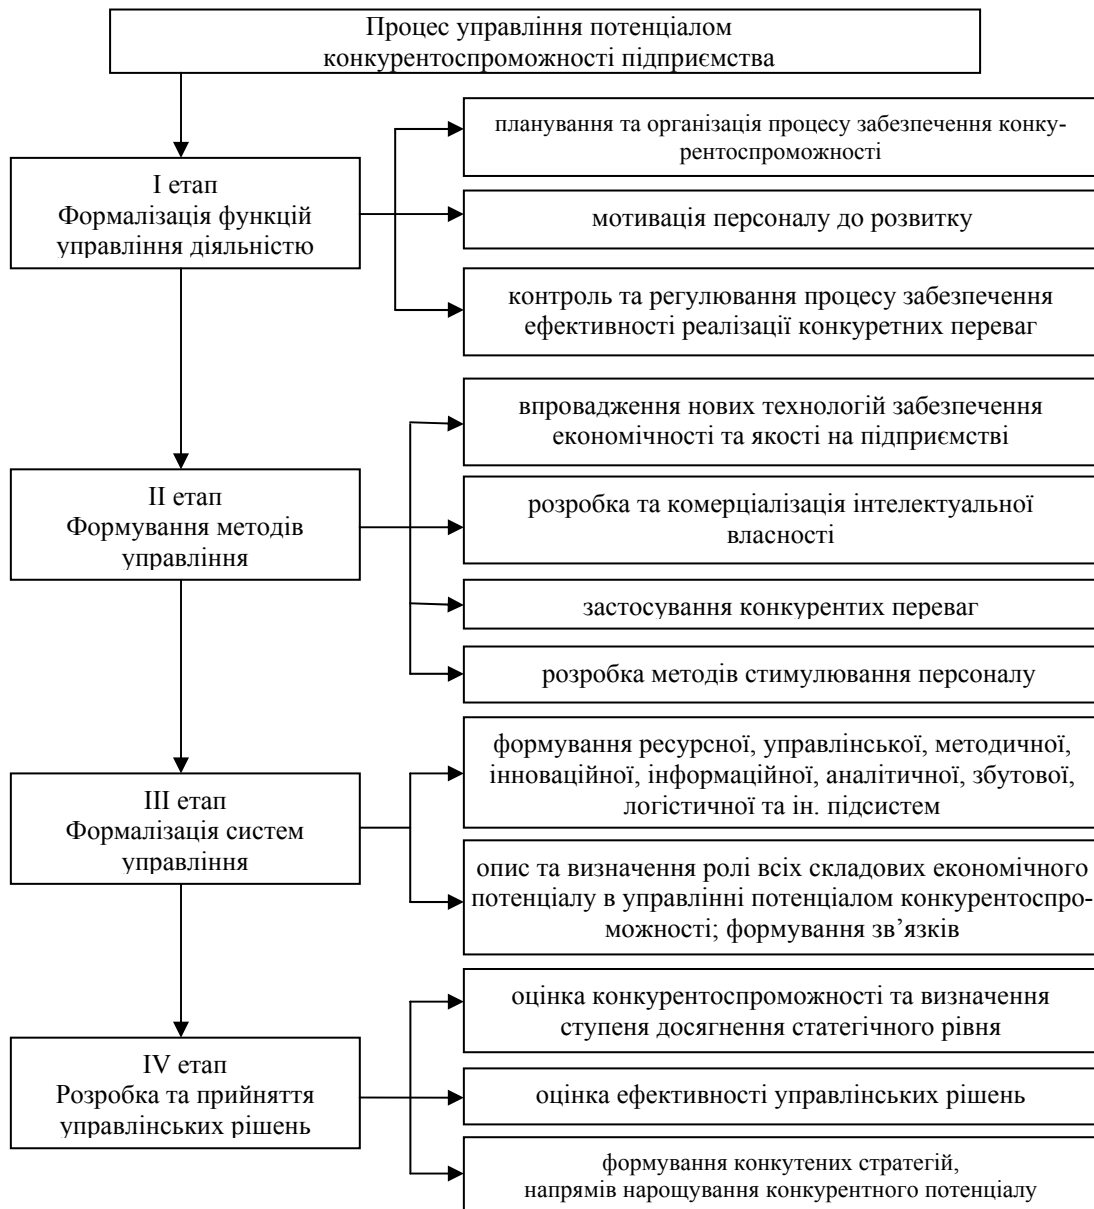 Процес управління потенціалом
конкурентоспроможності підприємства
планування та організація процесу забезпечення конку-
рентоспроможності
І етап
Формалізація функцій
управління діяльністю
мотивація персоналу до розвитку
контроль та регулювання процесу забезпечення
ефективності реалізації конкуретних переваг
впровадження нових технологій забезпечення
економічності та якості на підприємстві
ІІ етап
Формування методів
управління
розробка та комерціалізація інтелектуальної
власності
застосування конкурентих переваг
розробка методів стимулювання персоналу
формування ресурсної, управлінської, методичної,
інноваційної, інформаційної, аналітичної, збутової,
логістичної та ін. підсистем
ІІІ етап
Формалізація систем
управління
опис та визначення ролі всіх складових економічного
потенціалу в управлінні потенціалом конкурентоспро-
можності; формування зв’язків
оцінка конкурентоспроможності та визначення
ступеня досягнення статегічного рівня
IV етап
Розробка та прийняття
управлінських рішень
оцінка ефективності управлінських рішень
формування конкутених стратегій,
напрямів нарощування конкурентного потенціалу